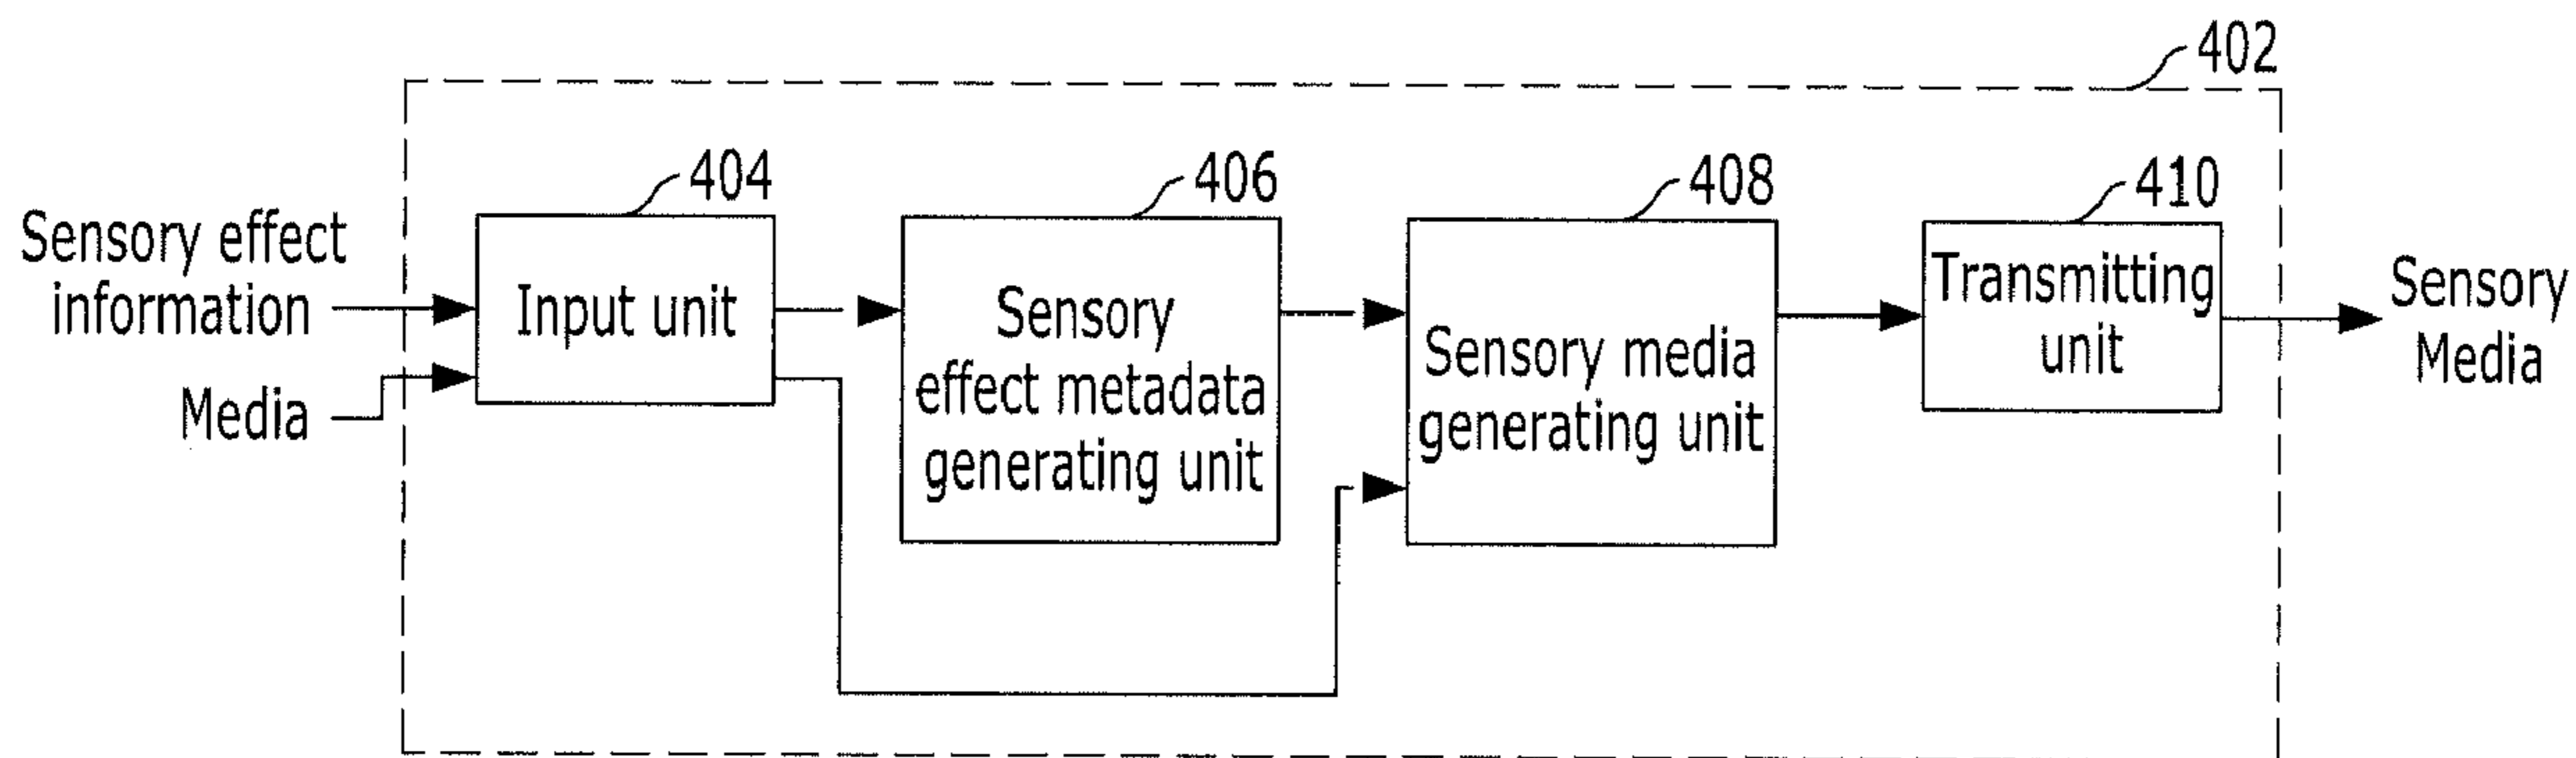 402
404
406
408
410
Sensory effect
information
Media
Input unit
Sensory
effect metadata
generating unit
Sensory media
generating unit
Transmitting
unit
Sensory
Media